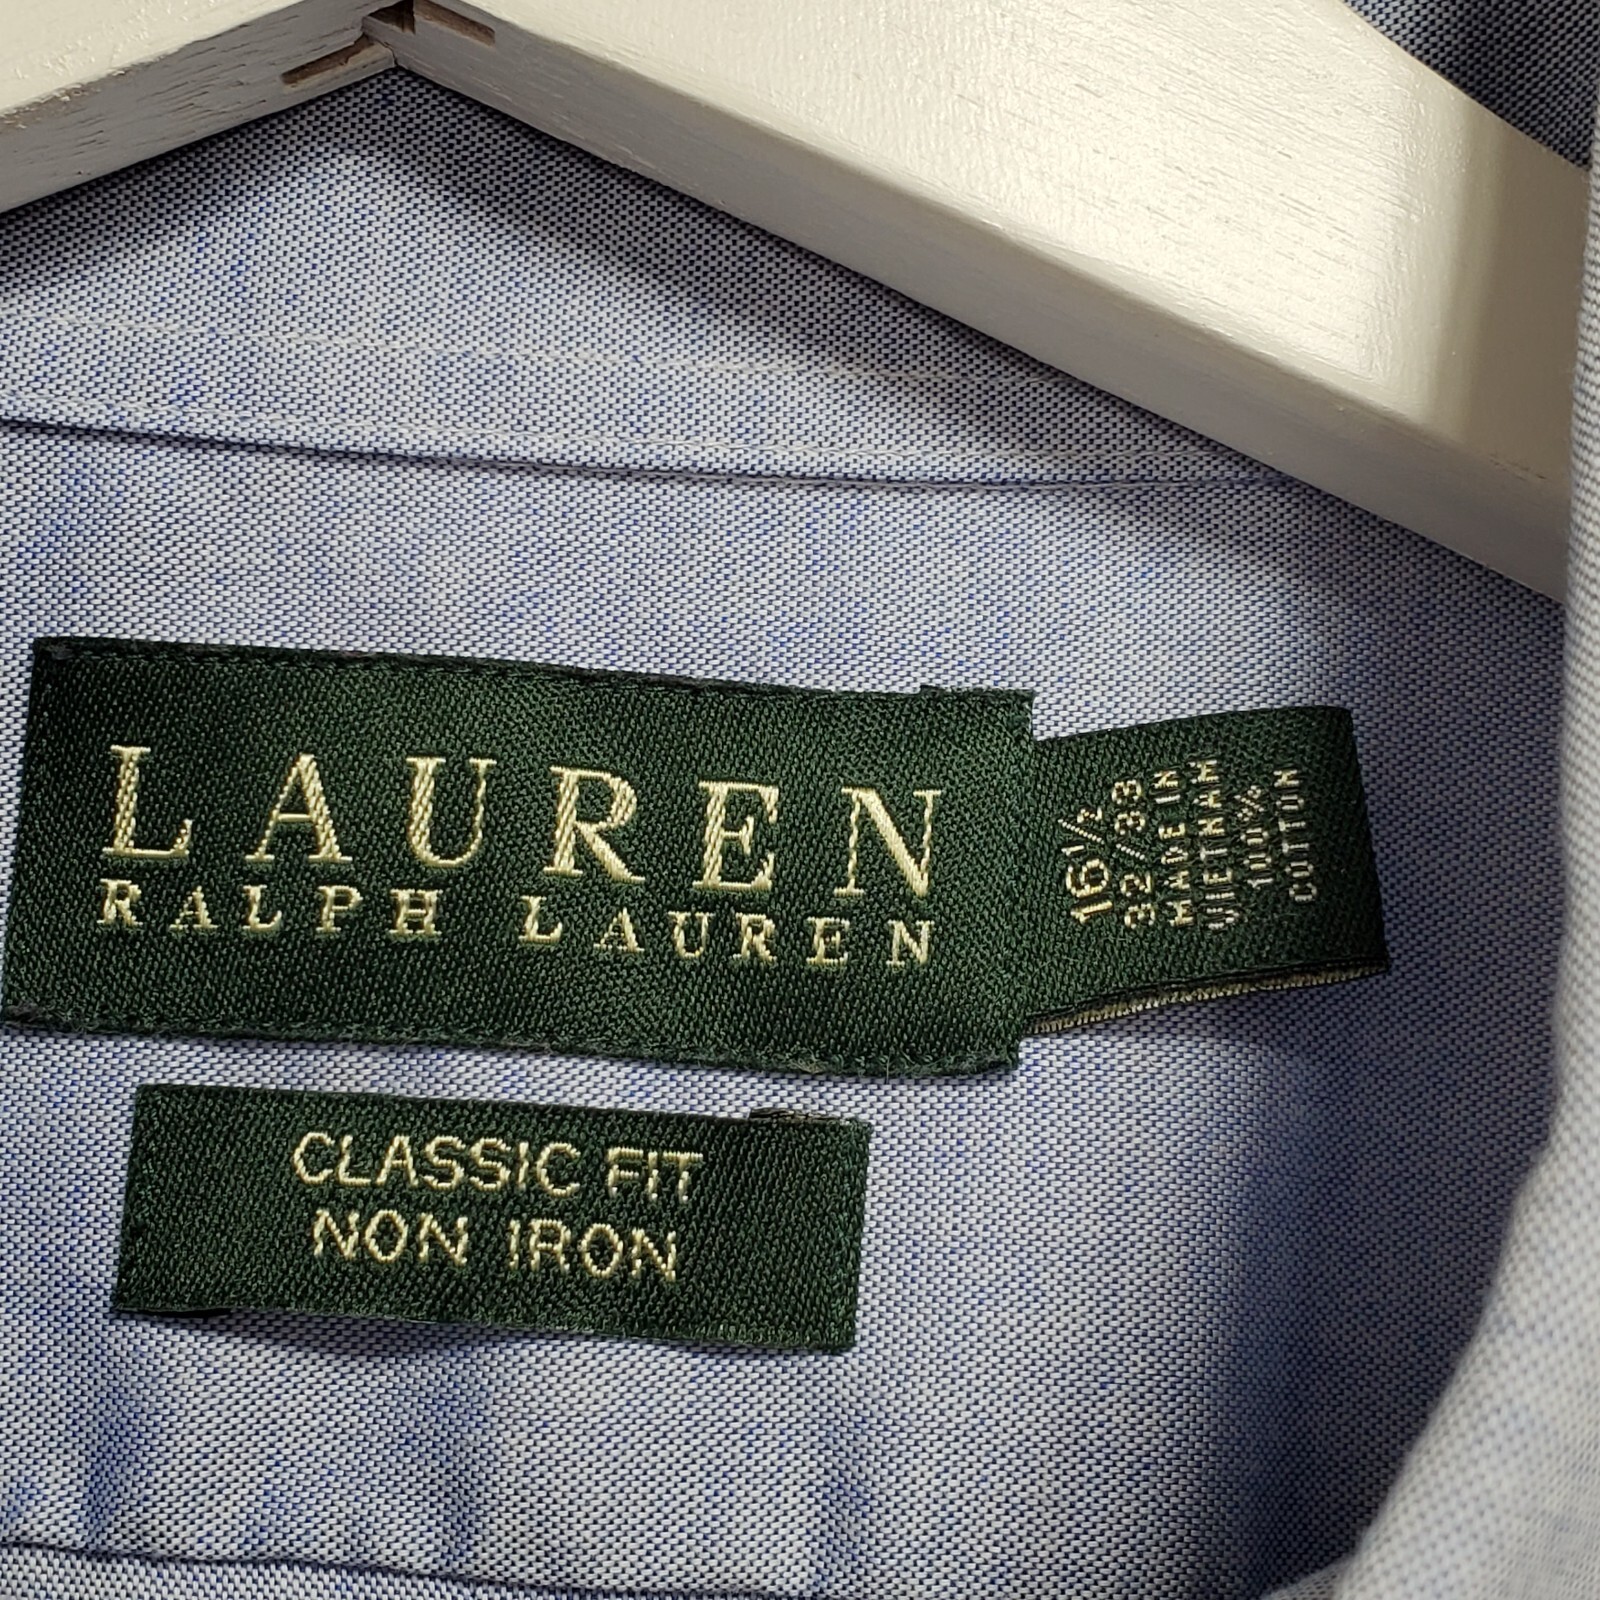 LAUREN
RALPH LAUREN
16½
32/33
MADE IN
VIETNAM
100%
COTTON
CLASSIC FIT
NON IRON